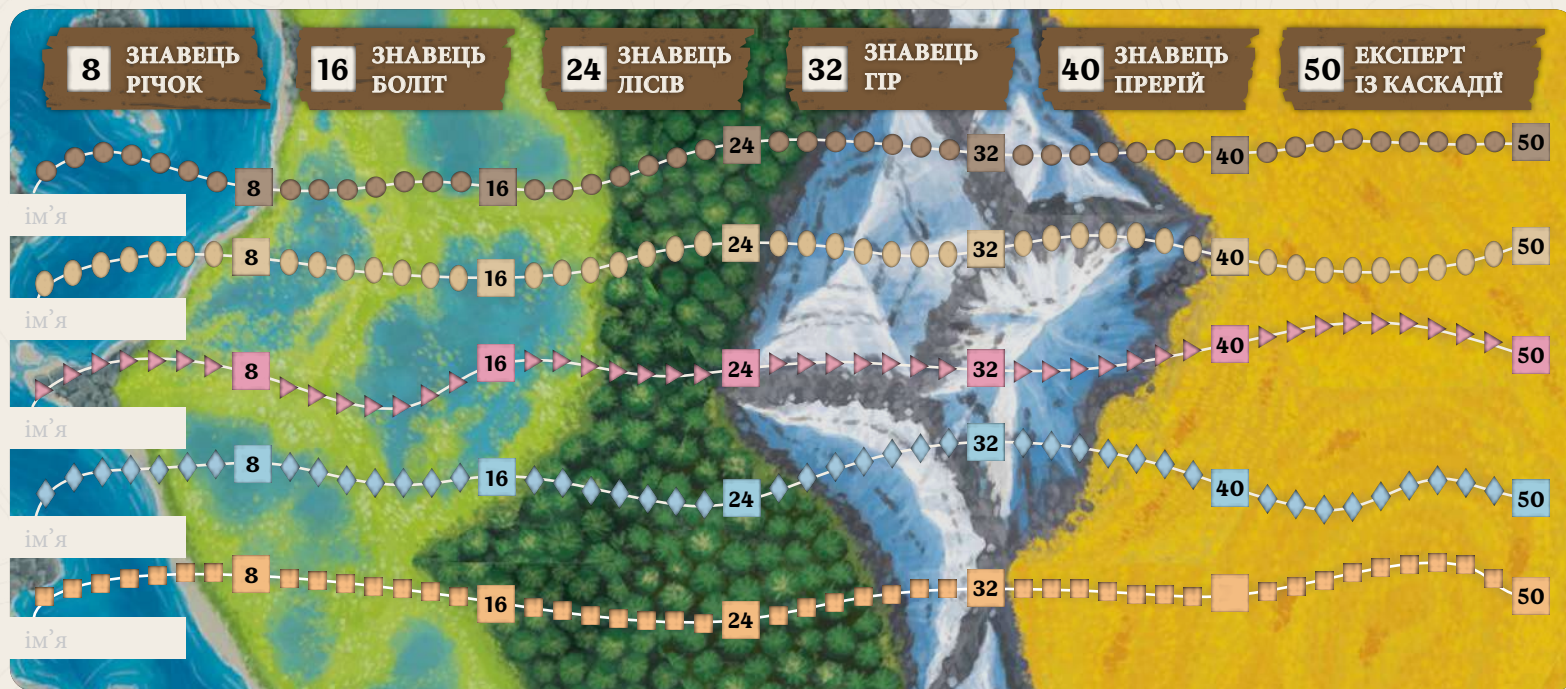 8 ЗНАВЕЦЬ
РІЧОК
16 ЗНАВЕЦЬ
БОЛІТ
24 ЗНАВЕЦЬ
ЛІСІВ
32 ЗНАВЕЦЬ
ГІР
40 ЗНАВЕЦЬ
ПРЕРІЙ
50 ЕКСПЕРТ
ІЗ КАСКАДІЇ
8 16 24 32 40 50
ім’я
8 16 24 32 40 50
ім’я
8 16 24 32 40 50
ім’я
8 16 24 32 40 50
ім’я
8 16 24 32 50
ім’я